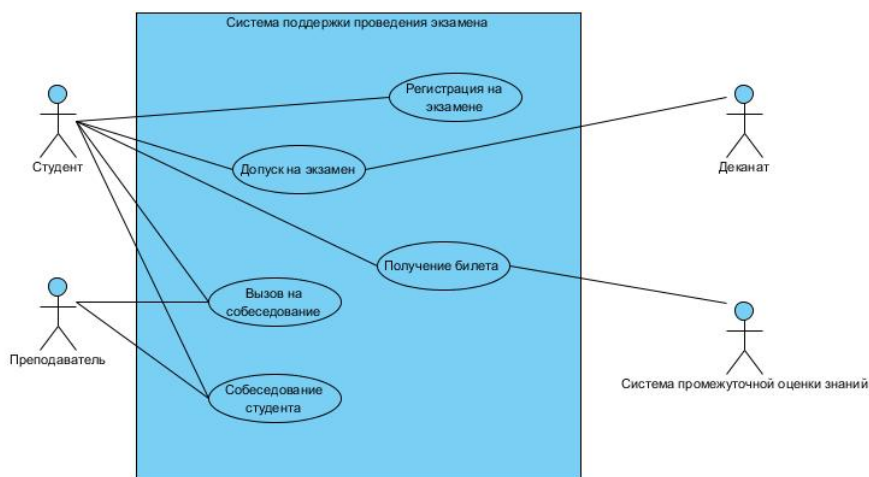 Система поддержки проведения экзамена
Регистрация на
экзамене
Студент
Допуск на экзамен
Деканат
Получение билета
Вызов на
собеседование
Преподаватель
Система промежуточной оценки знаний
Собеседование
студента